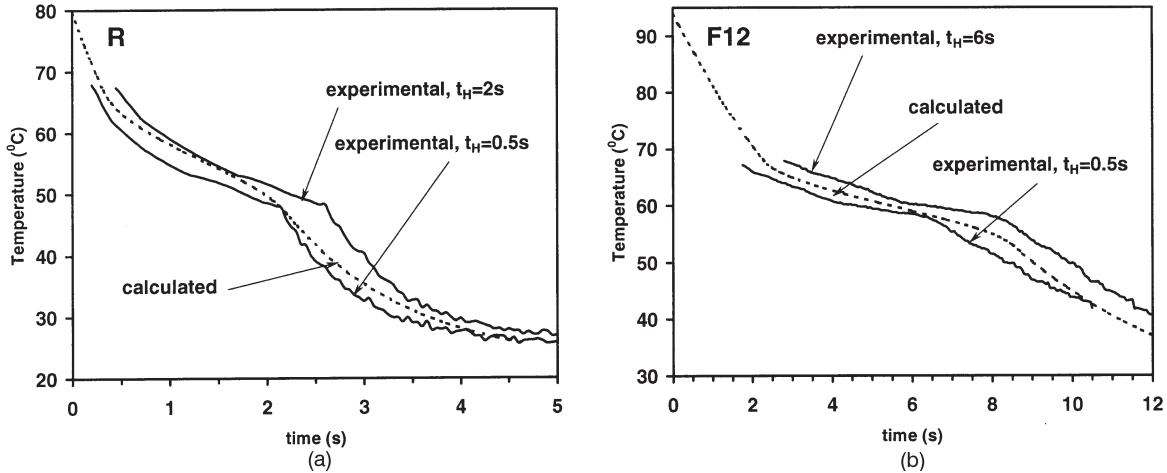 R
80
70
60
50
40
30
20
Temperature (⁰C)
experimental, tH=2s
experimental, tH=0.5s
calculated
0 1 2 3 4 5
time (s)
(a)
F12
90
80
70
60
50
40
30
Temperature (⁰C)
experimental, tH=6s
calculated
experimental, tH=0.5s
0 2 4 6 8 10 12
time (s)
(b)